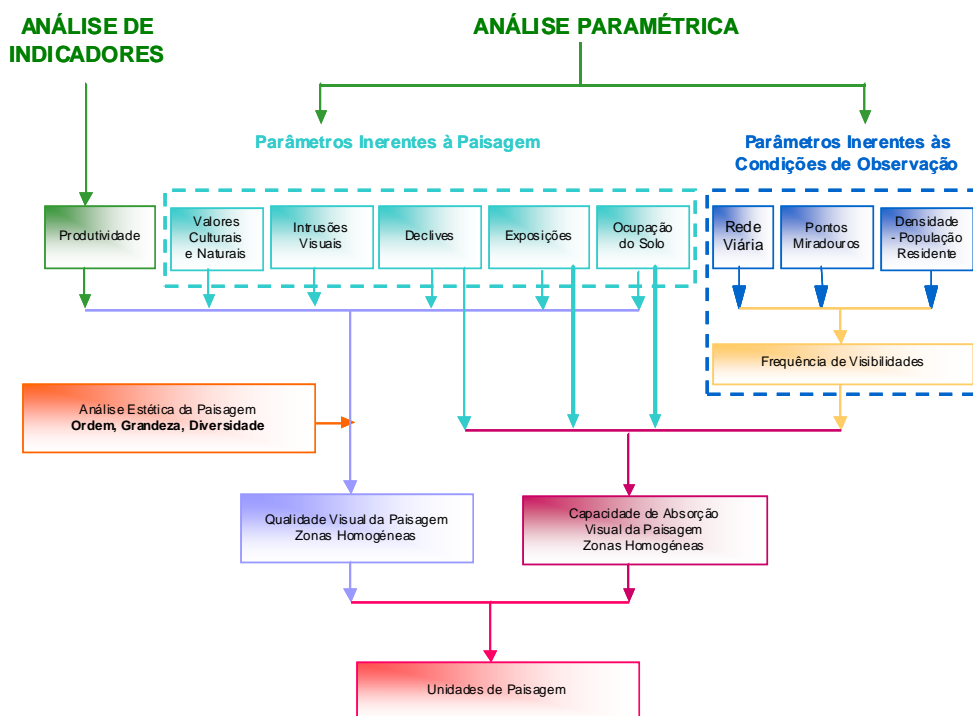 ANÁLISE DE
INDICADORES
ANÁLISE PARAMÉTRICA
Parâmetros Inerentes à Paisagem
Parâmetros Inerentes às
Condições de Observação
Produtividade
Valores
Culturais
e Naturais
Intrusões
Visuais
Declives
Exposições
Ocupação
do Solo
Rede
Viária
Pontos
Miradouros
Densidade
- População
Residente
Frequência de Visibilidades
Análise Estética da Paisagem
Ordem, Grandeza, Diversidade
Qualidade Visual da Paisagem
Zonas Homogéneas
Capacidade de Absorção
Visual da Paisagem
Zonas Homogéneas
Unidades de Paisagem